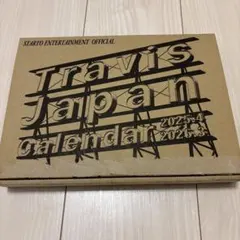 STARTO ENTERTAINMENT OFFICIAL
Travis
Japan
Calendar 2025.4
2026.3